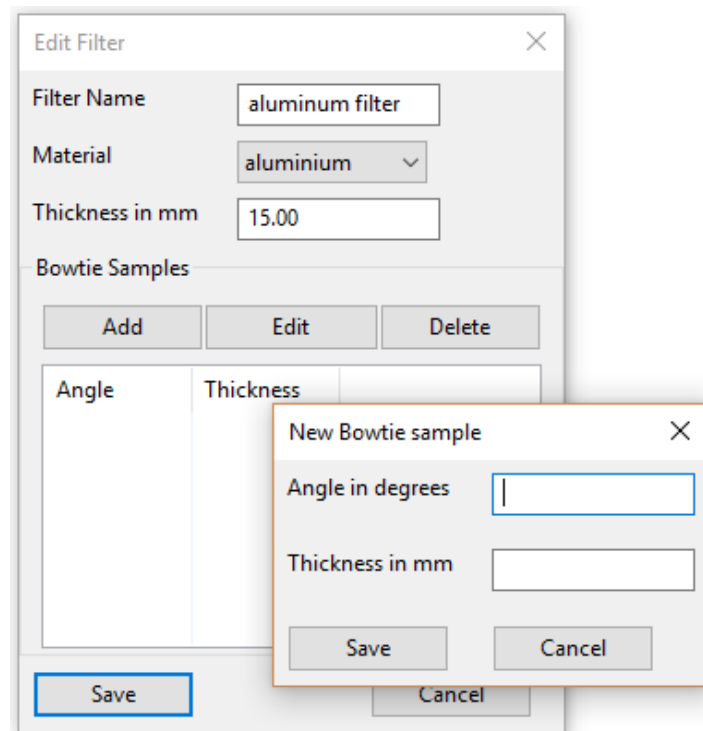 Edit Filter
Filter Name
aluminum filter
Material
aluminium
Thickness in mm
15.00
Bowtie Samples
Add Edit Delete
Angle Thickness
New Bowtie sample
Angle in degrees
Thickness in mm
Save Cancel
Save Cancel